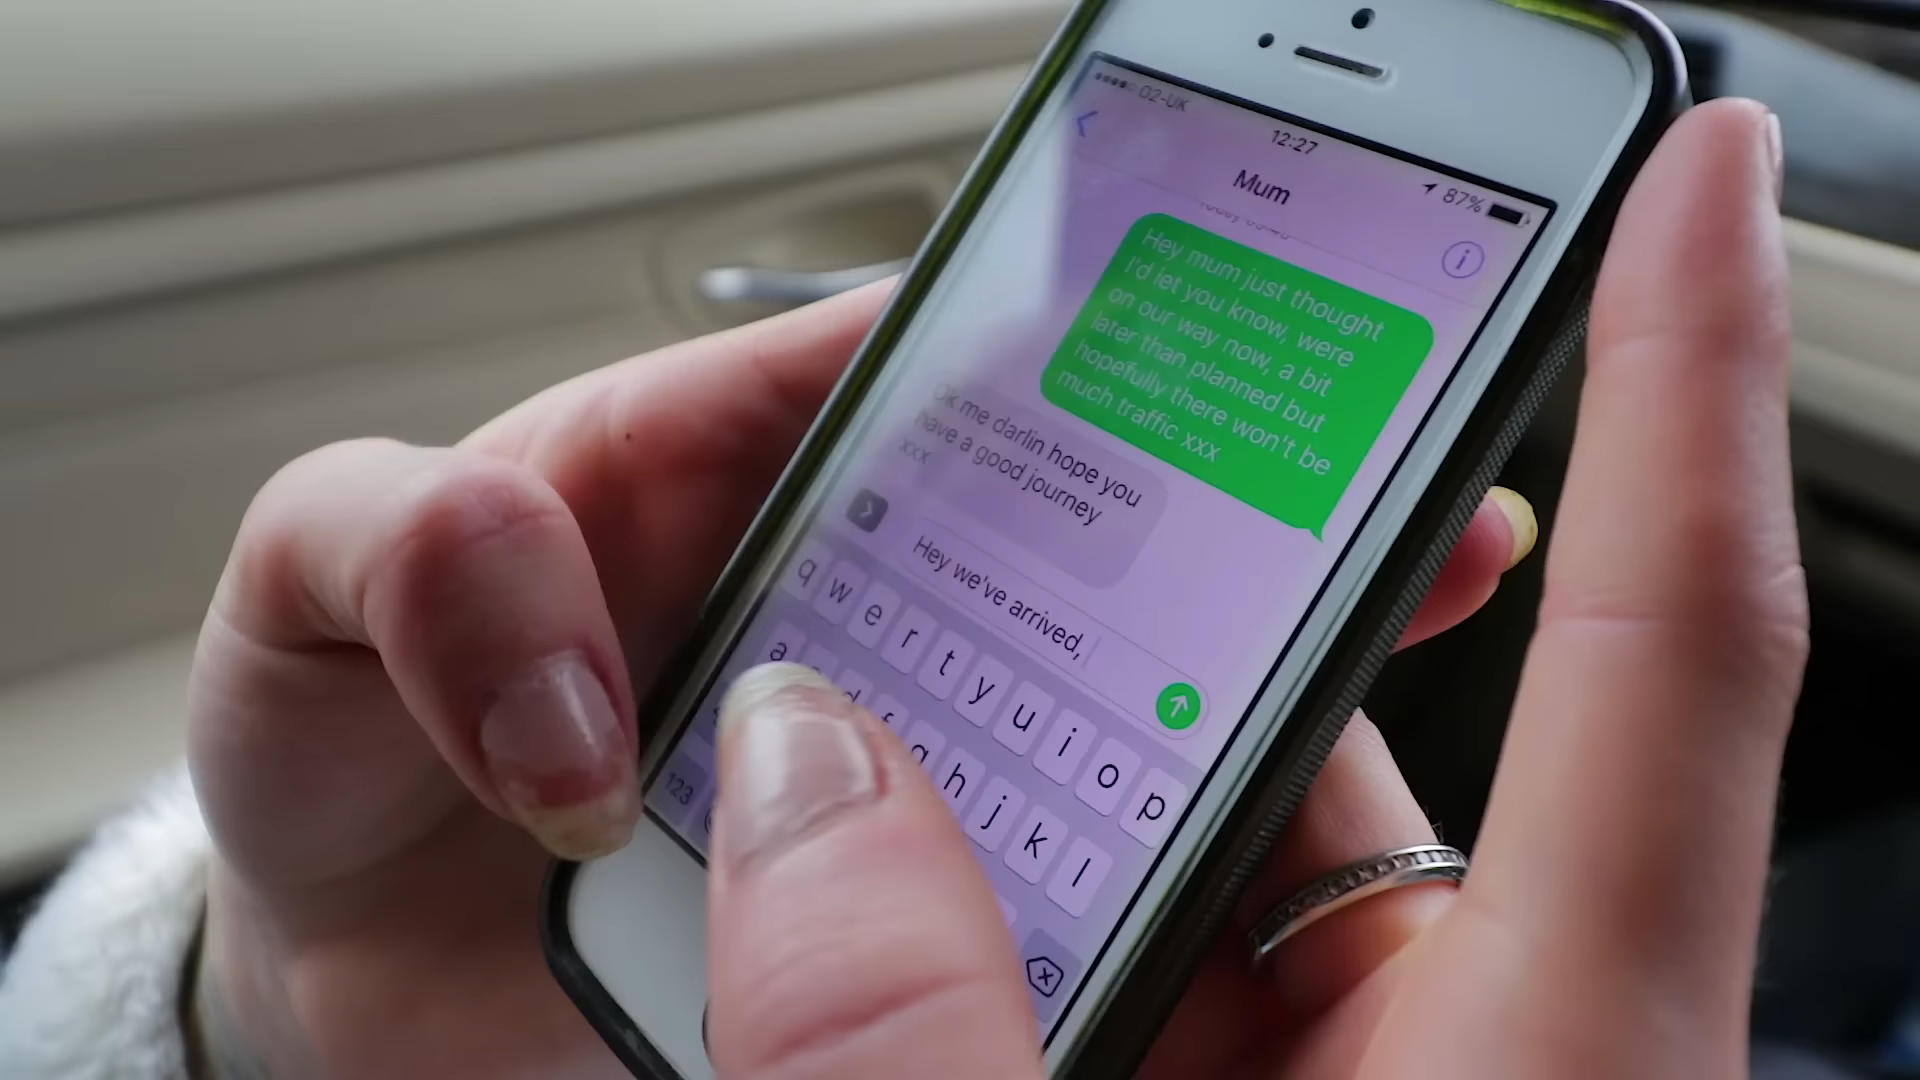 O2-UK
12:27
87%
Mum
Hey mum just thought
I'd let you know, were
on our way now, a bit
later than planned but
hopefully there won't be
much traffic xxx
Ok me darlin hope you
have a good journey
xxx
Hey we've arrived,
q w e r t y u i o p
a d f g h j k l
123